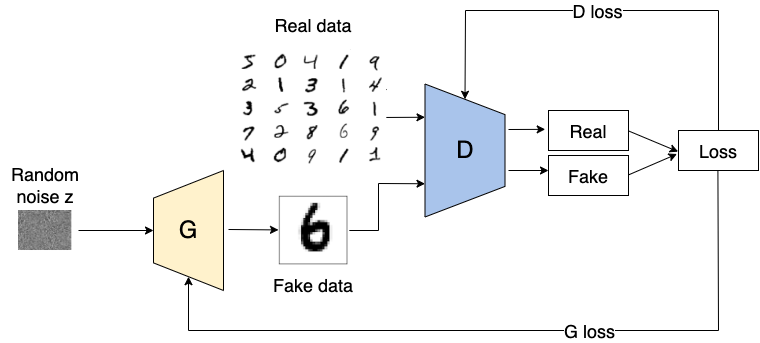 Real data
D loss
5 0 4 1 9
2 1 3 1 4
3 5 3 6 1
7 2 8 6 9
4 0 9 1 1
D
Real
Fake
Loss
Random
noise z
G
6
Fake data
G loss